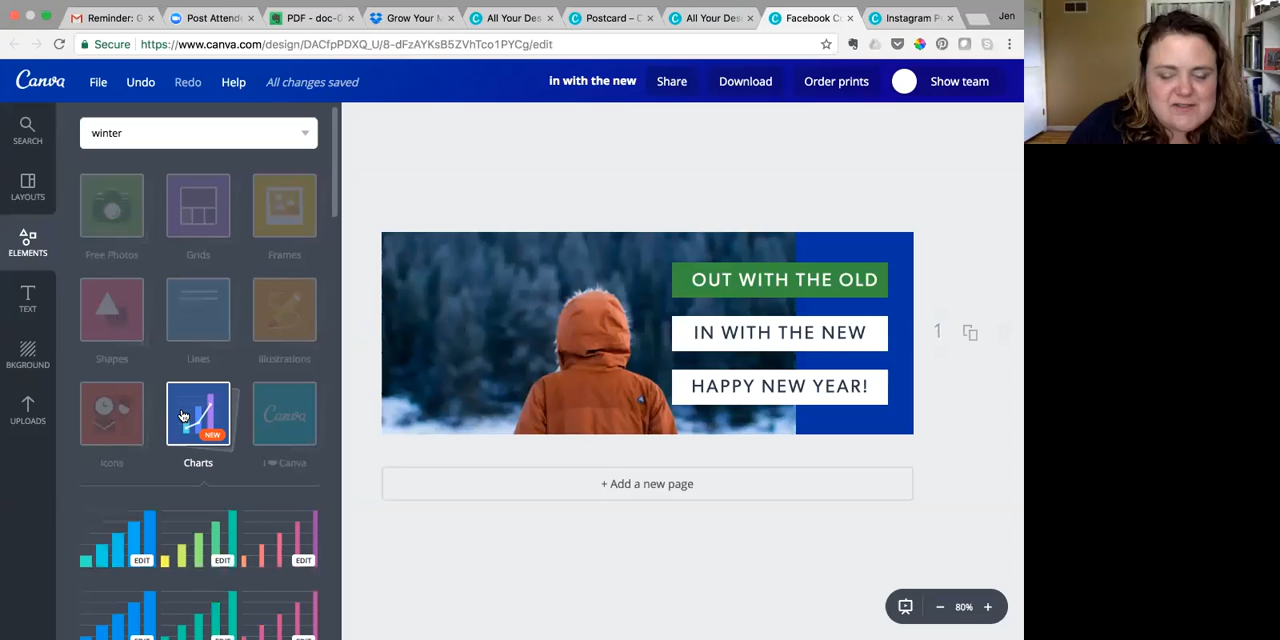 Reminder: G
Post Attend
PDF - doc-
Grow Your
All Your Des
Postcard – C
All Your Des
Facebook C
Instagram P
Jen
Secure https://www.canva.com/design/DACfpPDXQ_U/8-dFzAYKsB5ZVhTco1PYCg/edit
Canva File Undo Redo Help All changes saved in with the new Share Download Order prints Show team
SEARCH
LAYOUTS
ELEMENTS
TEXT
BKGROUND
UPLOADS
winter
Free Photos Grids Frames
Shapes Lines Illustrations
Canva
NEW
Icons Charts I ❤ Canva
EDIT EDIT EDIT
OUT WITH THE OLD
IN WITH THE NEW
HAPPY NEW YEAR!
1
+ Add a new page
− 80% +